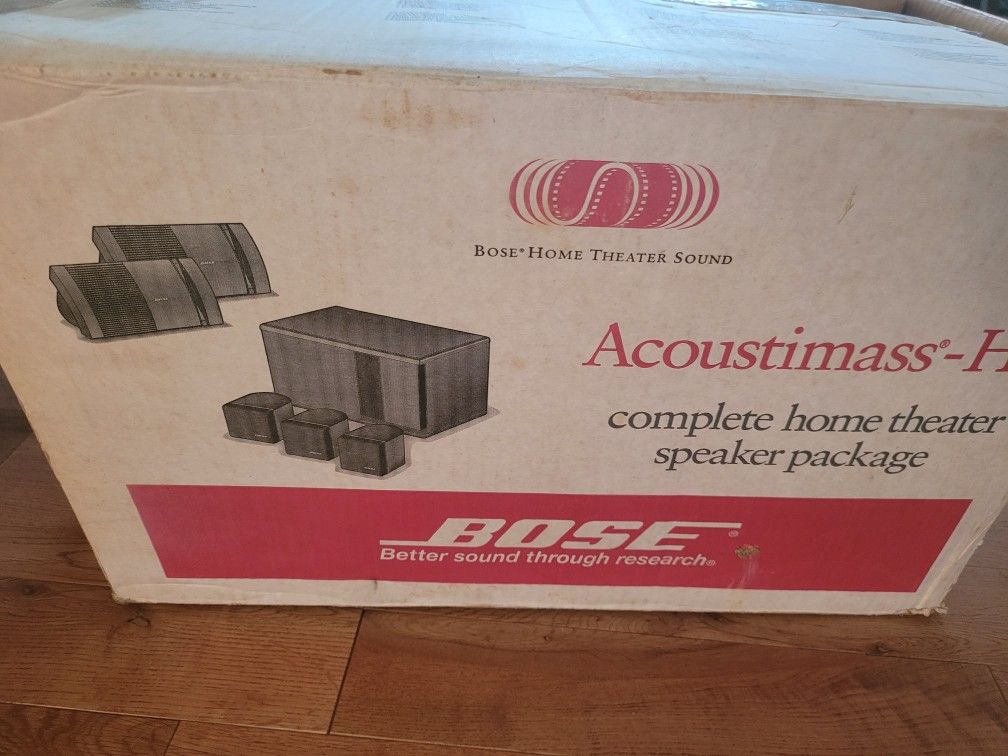 BOSE® HOME THEATER SOUND
Acoustimass®-H
complete home theater
speaker package
BOSE®
Better sound through research®